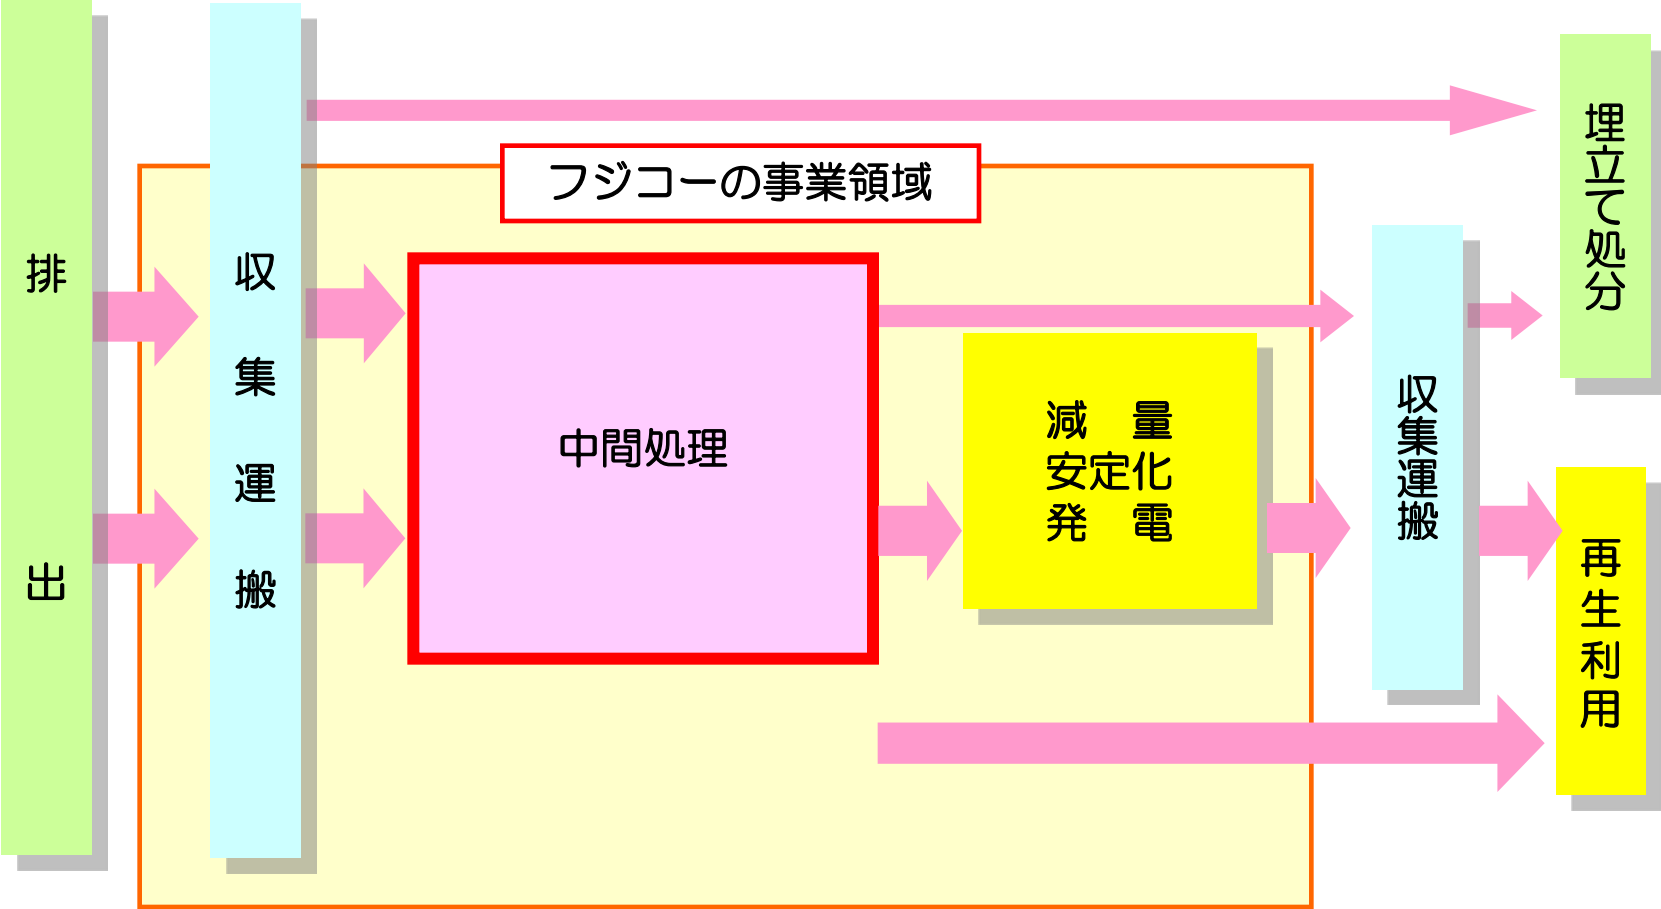 排出
収集運搬
フジコーの事業領域
中間処理
減　量
安定化
発　電
収集運搬
埋立て処分
再生利用